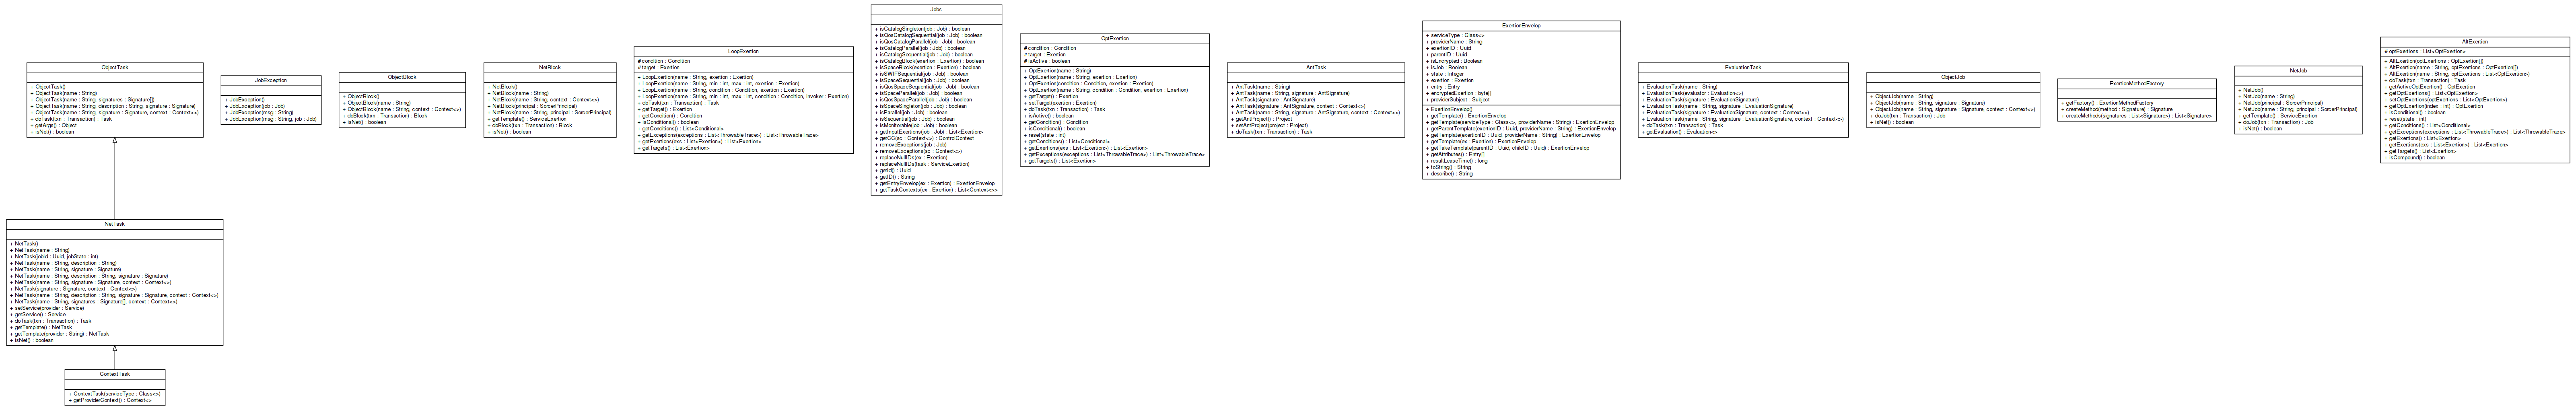 ObjectTask
+ ObjectTask()
+ ObjectTask(name : String)
+ ObjectTask(name : String, signatures : Signature[])
+ ObjectTask(name : String, description : String, signature : Signature)
+ ObjectTask(name : String, signature : Signature, context : Context<>)
+ doTask(txn : Transaction) : Task
+ getArgs() : Object
+ isNet() : boolean
NetTask
+ NetTask()
+ NetTask(name : String)
+ NetTask(jobId : Uuid, jobState : int)
+ NetTask(name : String, description : String)
+ NetTask(name : String, signature : Signature)
+ NetTask(name : String, description : String, signature : Signature)
+ NetTask(name : String, signature : Signature, context : Context<>)
+ NetTask(signature : Signature, context : Context<>)
+ NetTask(name : String, description : String, signature : Signature, context : Context<>)
+ NetTask(name : String, signatures : Signature[], context : Context<>)
+ setService(provider : Service)
+ getService() : Service
+ doTask(txn : Transaction) : Task
+ getTemplate() : NetTask
+ getTemplate(provider : String) : NetTask
+ isNet() : boolean
ContextTask
+ ContextTask(serviceType : Class<>)
+ getProviderContext() : Context<>
JobException
+ JobException()
+ JobException(job : Job)
+ JobException(msg : String)
+ JobException(msg : String, job : Job)
ObjectBlock
+ ObjectBlock()
+ ObjectBlock(name : String)
+ ObjectBlock(name : String, context : Context<>)
+ doBlock(txn : Transaction) : Block
+ isNet() : boolean
NetBlock
+ NetBlock()
+ NetBlock(name : String)
+ NetBlock(name : String, context : Context<>)
+ NetBlock(principal : SorcerPrincipal)
+ NetBlock(name : String, principal : SorcerPrincipal)
+ getTemplate() : ServiceExertion
+ doBlock(txn : Transaction) : Block
+ isNet() : boolean
LoopExertion
# condition : Condition
# target : Exertion
+ LoopExertion(name : String, exertion : Exertion)
+ LoopExertion(name : String, min : int, max : int, exertion : Exertion)
+ LoopExertion(name : String, condition : Condition, exertion : Exertion)
+ LoopExertion(name : String, min : int, max : int, condition : Condition, invoker : Exertion)
+ doTask(txn : Transaction) : Task
+ getTarget() : Exertion
+ getCondition() : Condition
+ isConditional() : boolean
+ getConditions() : List<Conditional>
+ getExceptions(exceptions : List<ThrowableTrace>) : List<ThrowableTrace>
+ getExertions(exs : List<Exertion>) : List<Exertion>
+ getTargets() : List<Exertion>
Jobs
+ isCatalogSingleton(job : Job) : boolean
+ isQosCatalogSequential(job : Job) : boolean
+ isQosCatalogParallel(job : Job) : boolean
+ isCatalogParallel(job : Job) : boolean
+ isCatalogSequential(job : Job) : boolean
+ isCatalogBlock(exertion : Exertion) : boolean
+ isSpaceBlock(exertion : Exertion) : boolean
+ isSWIFSequential(job : Job) : boolean
+ isSpaceSequential(job : Job) : boolean
+ isQosSpaceSequential(job : Job) : boolean
+ isSpaceParallel(job : Job) : boolean
+ isQosSpaceParallel(job : Job) : boolean
+ isSpaceSingleton(job : Job) : boolean
+ isParallel(job : Job) : boolean
+ isSequential(job : Job) : boolean
+ isMonitorable(job : Job) : boolean
+ getInputExertions(job : Job) : List<Exertion>
+ getCC(sc : Context<>) : ControlContext
+ removeExceptions(job : Job)
+ removeExceptions(sc : Context<>)
+ replaceNullIDs(ex : Exertion)
+ replaceNullIDs(task : ServiceExertion)
+ getId() : Uuid
+ getID() : String
+ getEntryEnvelop(ex : Exertion) : ExertionEnvelop
+ getTaskContexts(ex : Exertion) : List<Context<>>
OptExertion
# condition : Condition
# target : Exertion
# isActive : boolean
+ OptExertion(name : String)
+ OptExertion(name : String, exertion : Exertion)
+ OptExertion(condition : Condition, exertion : Exertion)
+ OptExertion(name : String, condition : Condition, exertion : Exertion)
+ getTarget() : Exertion
+ setTarget(exertion : Exertion)
+ doTask(txn : Transaction) : Task
+ isActive() : boolean
+ getCondition() : Condition
+ isConditional() : boolean
+ reset(state : int)
+ getConditions() : List<Conditional>
+ getExertions(exs : List<Exertion>) : List<Exertion>
+ getExceptions(exceptions : List<ThrowableTrace>) : List<ThrowableTrace>
+ getTargets() : List<Exertion>
AntTask
+ AntTask(name : String)
+ AntTask(name : String, signature : AntSignature)
+ AntTask(signature : AntSignature)
+ AntTask(signature : AntSignature, context : Context<>)
+ AntTask(name : String, signature : AntSignature, context : Context<>)
+ getAntProject() : Project
+ setAntProject(project : Project)
+ doTask(txn : Transaction) : Task
ExertionEnvelop
+ serviceType : Class<>
+ providerName : String
+ exertionID : Uuid
+ parentID : Uuid
+ isEncrypted : Boolean
+ isJob : Boolean
+ state : Integer
+ exertion : Exertion
+ entry : Entry
+ encryptedExertion : byte[]
+ providerSubject : Subject
+ ExertionEnvelop()
+ getTemplate() : ExertionEnvelop
+ getTemplate(serviceType : Class<>, providerName : String) : ExertionEnvelop
+ getParentTemplate(exertionID : Uuid, providerName : String) : ExertionEnvelop
+ getTemplate(exertionID : Uuid, providerName : String) : ExertionEnvelop
+ getTemplate(ex : Exertion) : ExertionEnvelop
+ getTakeTemplate(parentID : Uuid, childID : Uuid) : ExertionEnvelop
+ getAttributes() : Entry[]
+ resultLeaseTime() : long
+ toString() : String
+ describe() : String
EvaluationTask
+ EvaluationTask(name : String)
+ EvaluationTask(evaluator : Evaluation<>)
+ EvaluationTask(signature : EvaluationSignature)
+ EvaluationTask(name : String, signature : EvaluationSignature)
+ EvaluationTask(signature : EvaluationSignature, context : Context<>)
+ EvaluationTask(name : String, signature : EvaluationSignature, context : Context<>)
+ doTask(txn : Transaction) : Task
+ getEvaluation() : Evaluation<>
ObjectJob
+ ObjectJob(name : String)
+ ObjectJob(name : String, signature : Signature)
+ ObjectJob(name : String, signature : Signature, context : Context<>)
+ doJob(txn : Transaction) : Job
+ isNet() : boolean
ExertionMethodFactory
+ getFactory() : ExertionMethodFactory
+ createMethod(method : Signature) : Signature
+ createMethods(signatures : List<Signature>) : List<Signature>
NetJob
+ NetJob()
+ NetJob(name : String)
+ NetJob(principal : SorcerPrincipal)
+ NetJob(name : String, principal : SorcerPrincipal)
+ getTemplate() : ServiceExertion
+ doJob(txn : Transaction) : Job
+ isNet() : boolean
AltExertion
# optExertions : List<OptExertion>
+ AltExertion(optExertions : OptExertion[])
+ AltExertion(name : String, optExertions : OptExertion[])
+ AltExertion(name : String, optExertions : List<OptExertion>)
+ doTask(txn : Transaction) : Task
+ getActiveOptExertion() : OptExertion
+ getOptExertions() : List<OptExertion>
+ setOptExertions(optExertions : List<OptExertion>)
+ getOptExertion(index : int) : OptExertion
+ isConditional() : boolean
+ reset(state : int)
+ getConditions() : List<Conditional>
+ getExceptions(exceptions : List<ThrowableTrace>) : List<ThrowableTrace>
+ getExertions() : List<Exertion>
+ getExertions(exs : List<Exertion>) : List<Exertion>
+ getTargets() : List<Exertion>
+ isCompound() : boolean